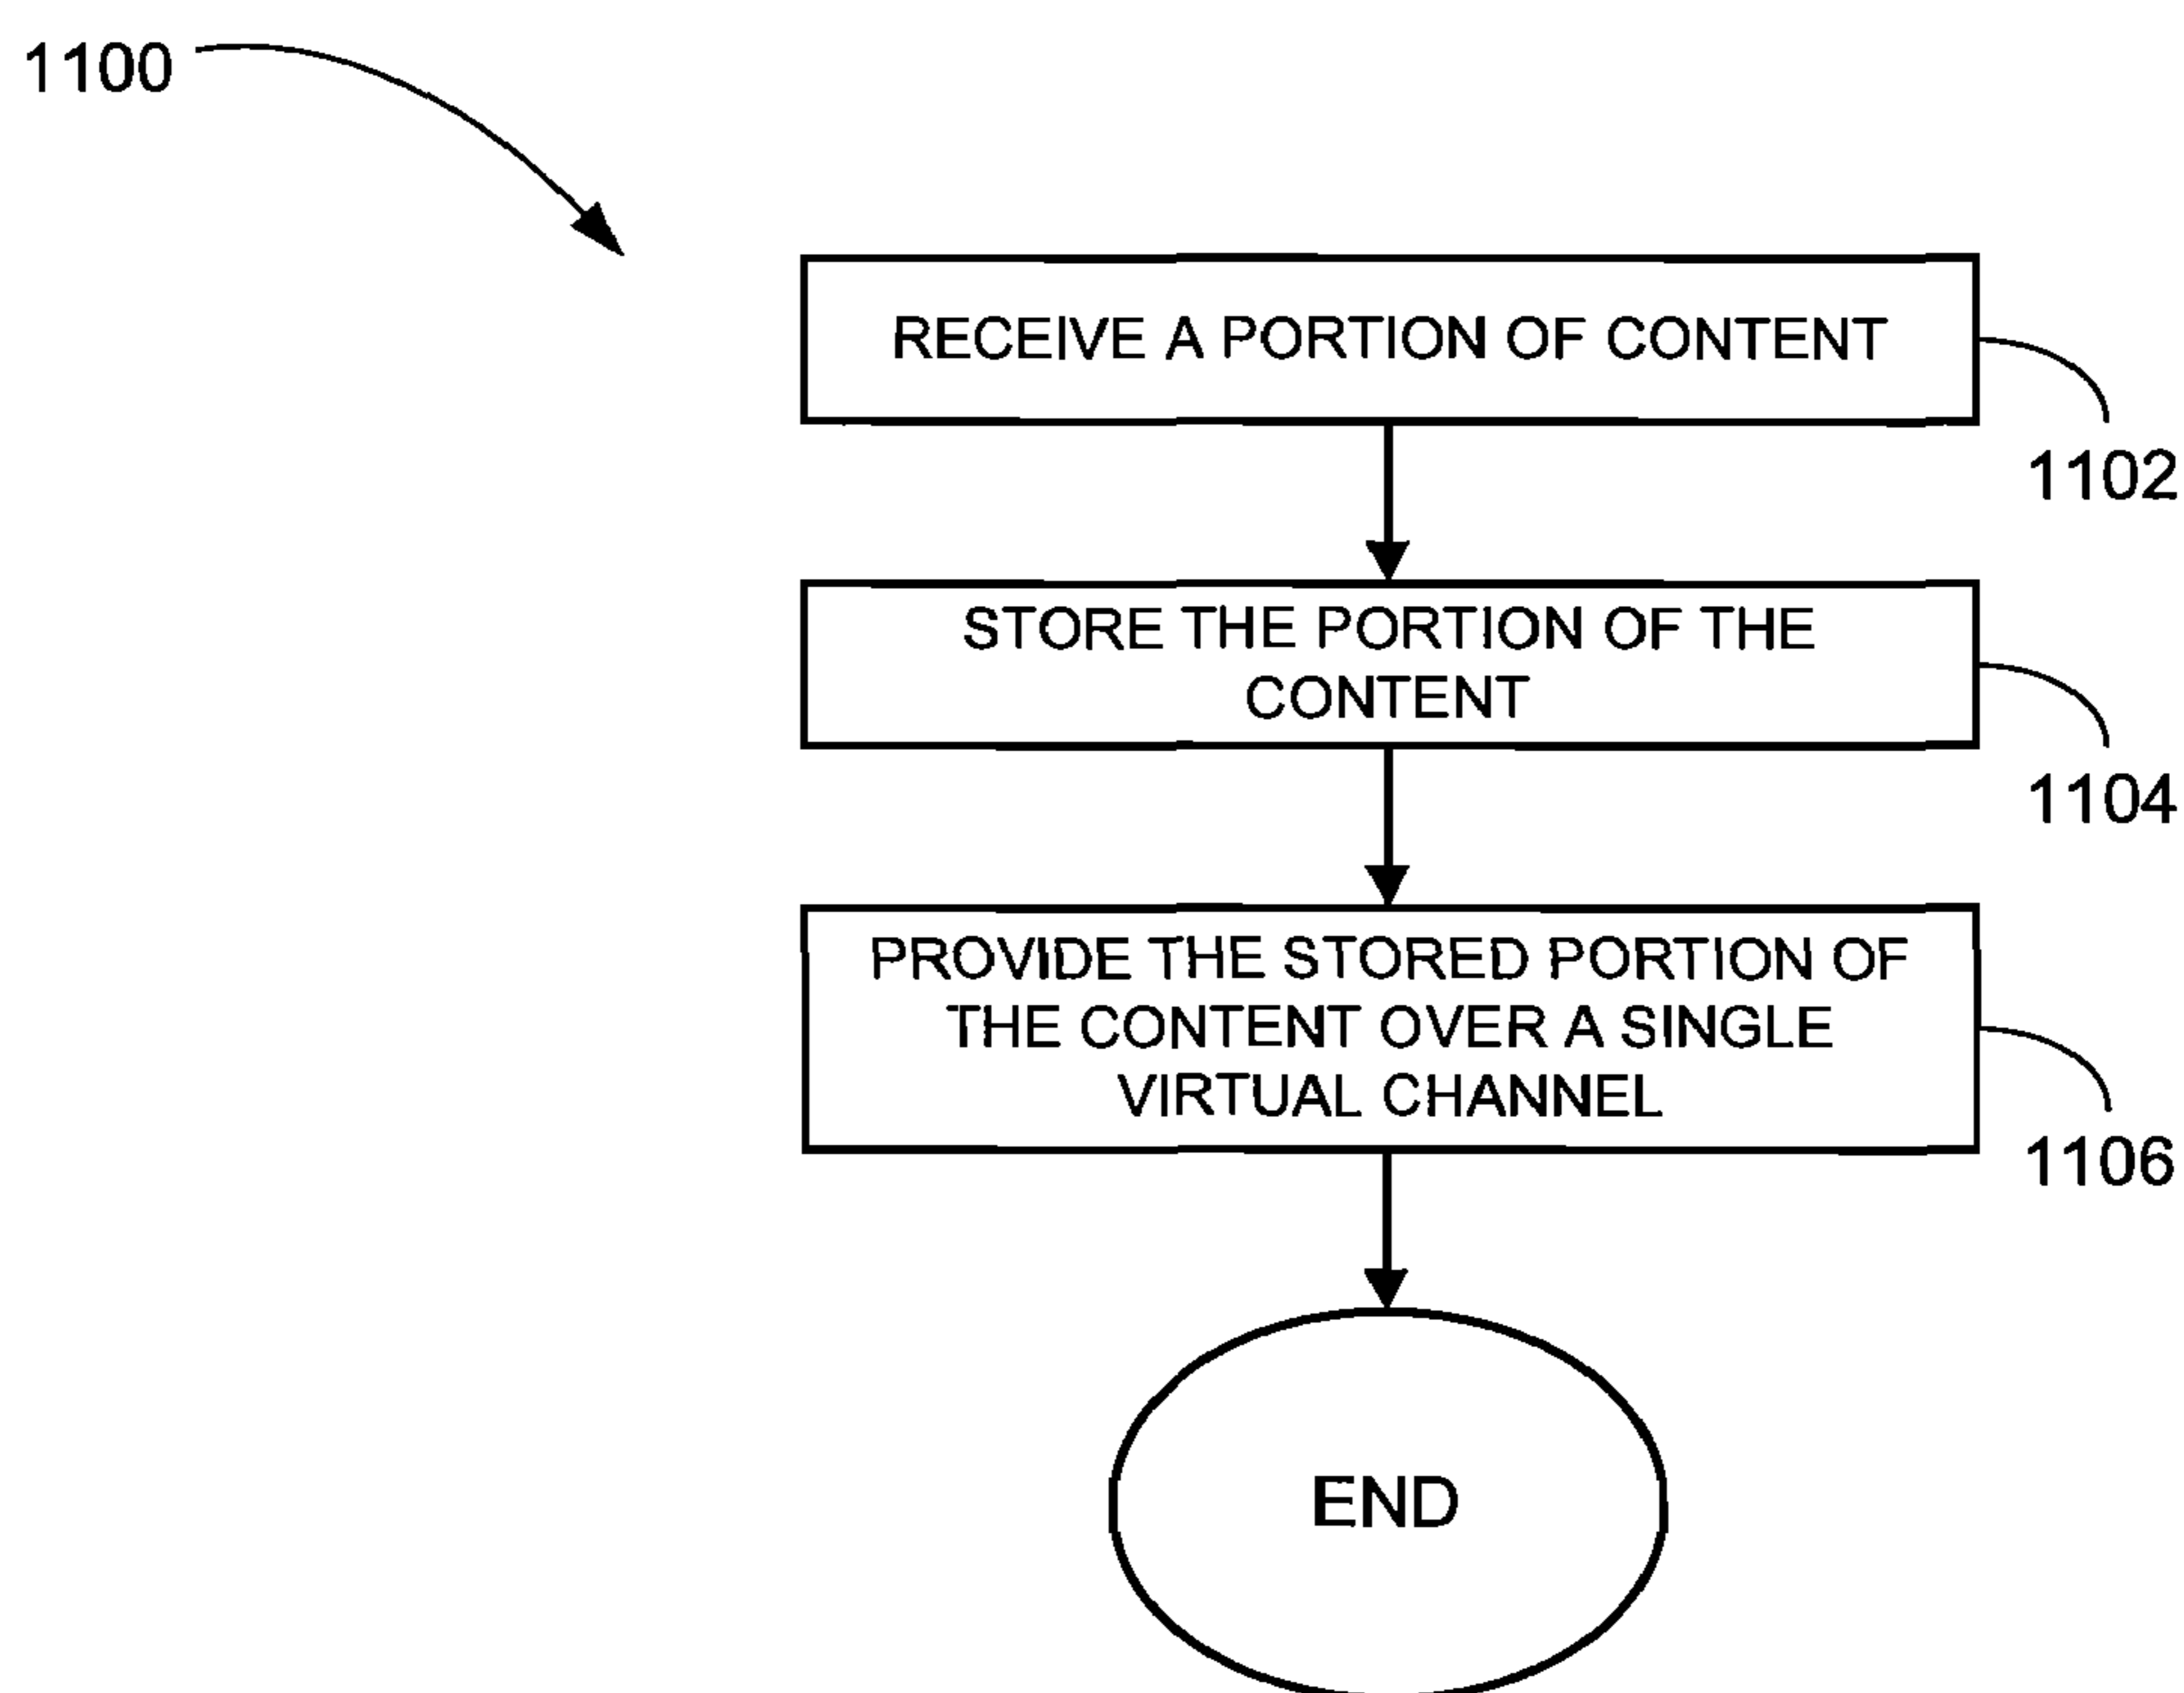 1100
RECEIVE A PORTION OF CONTENT
1102
STORE THE PORTION OF THE
CONTENT
1104
PROVIDE THE STORED PORTION OF
THE CONTENT OVER A SINGLE
VIRTUAL CHANNEL
1106
END